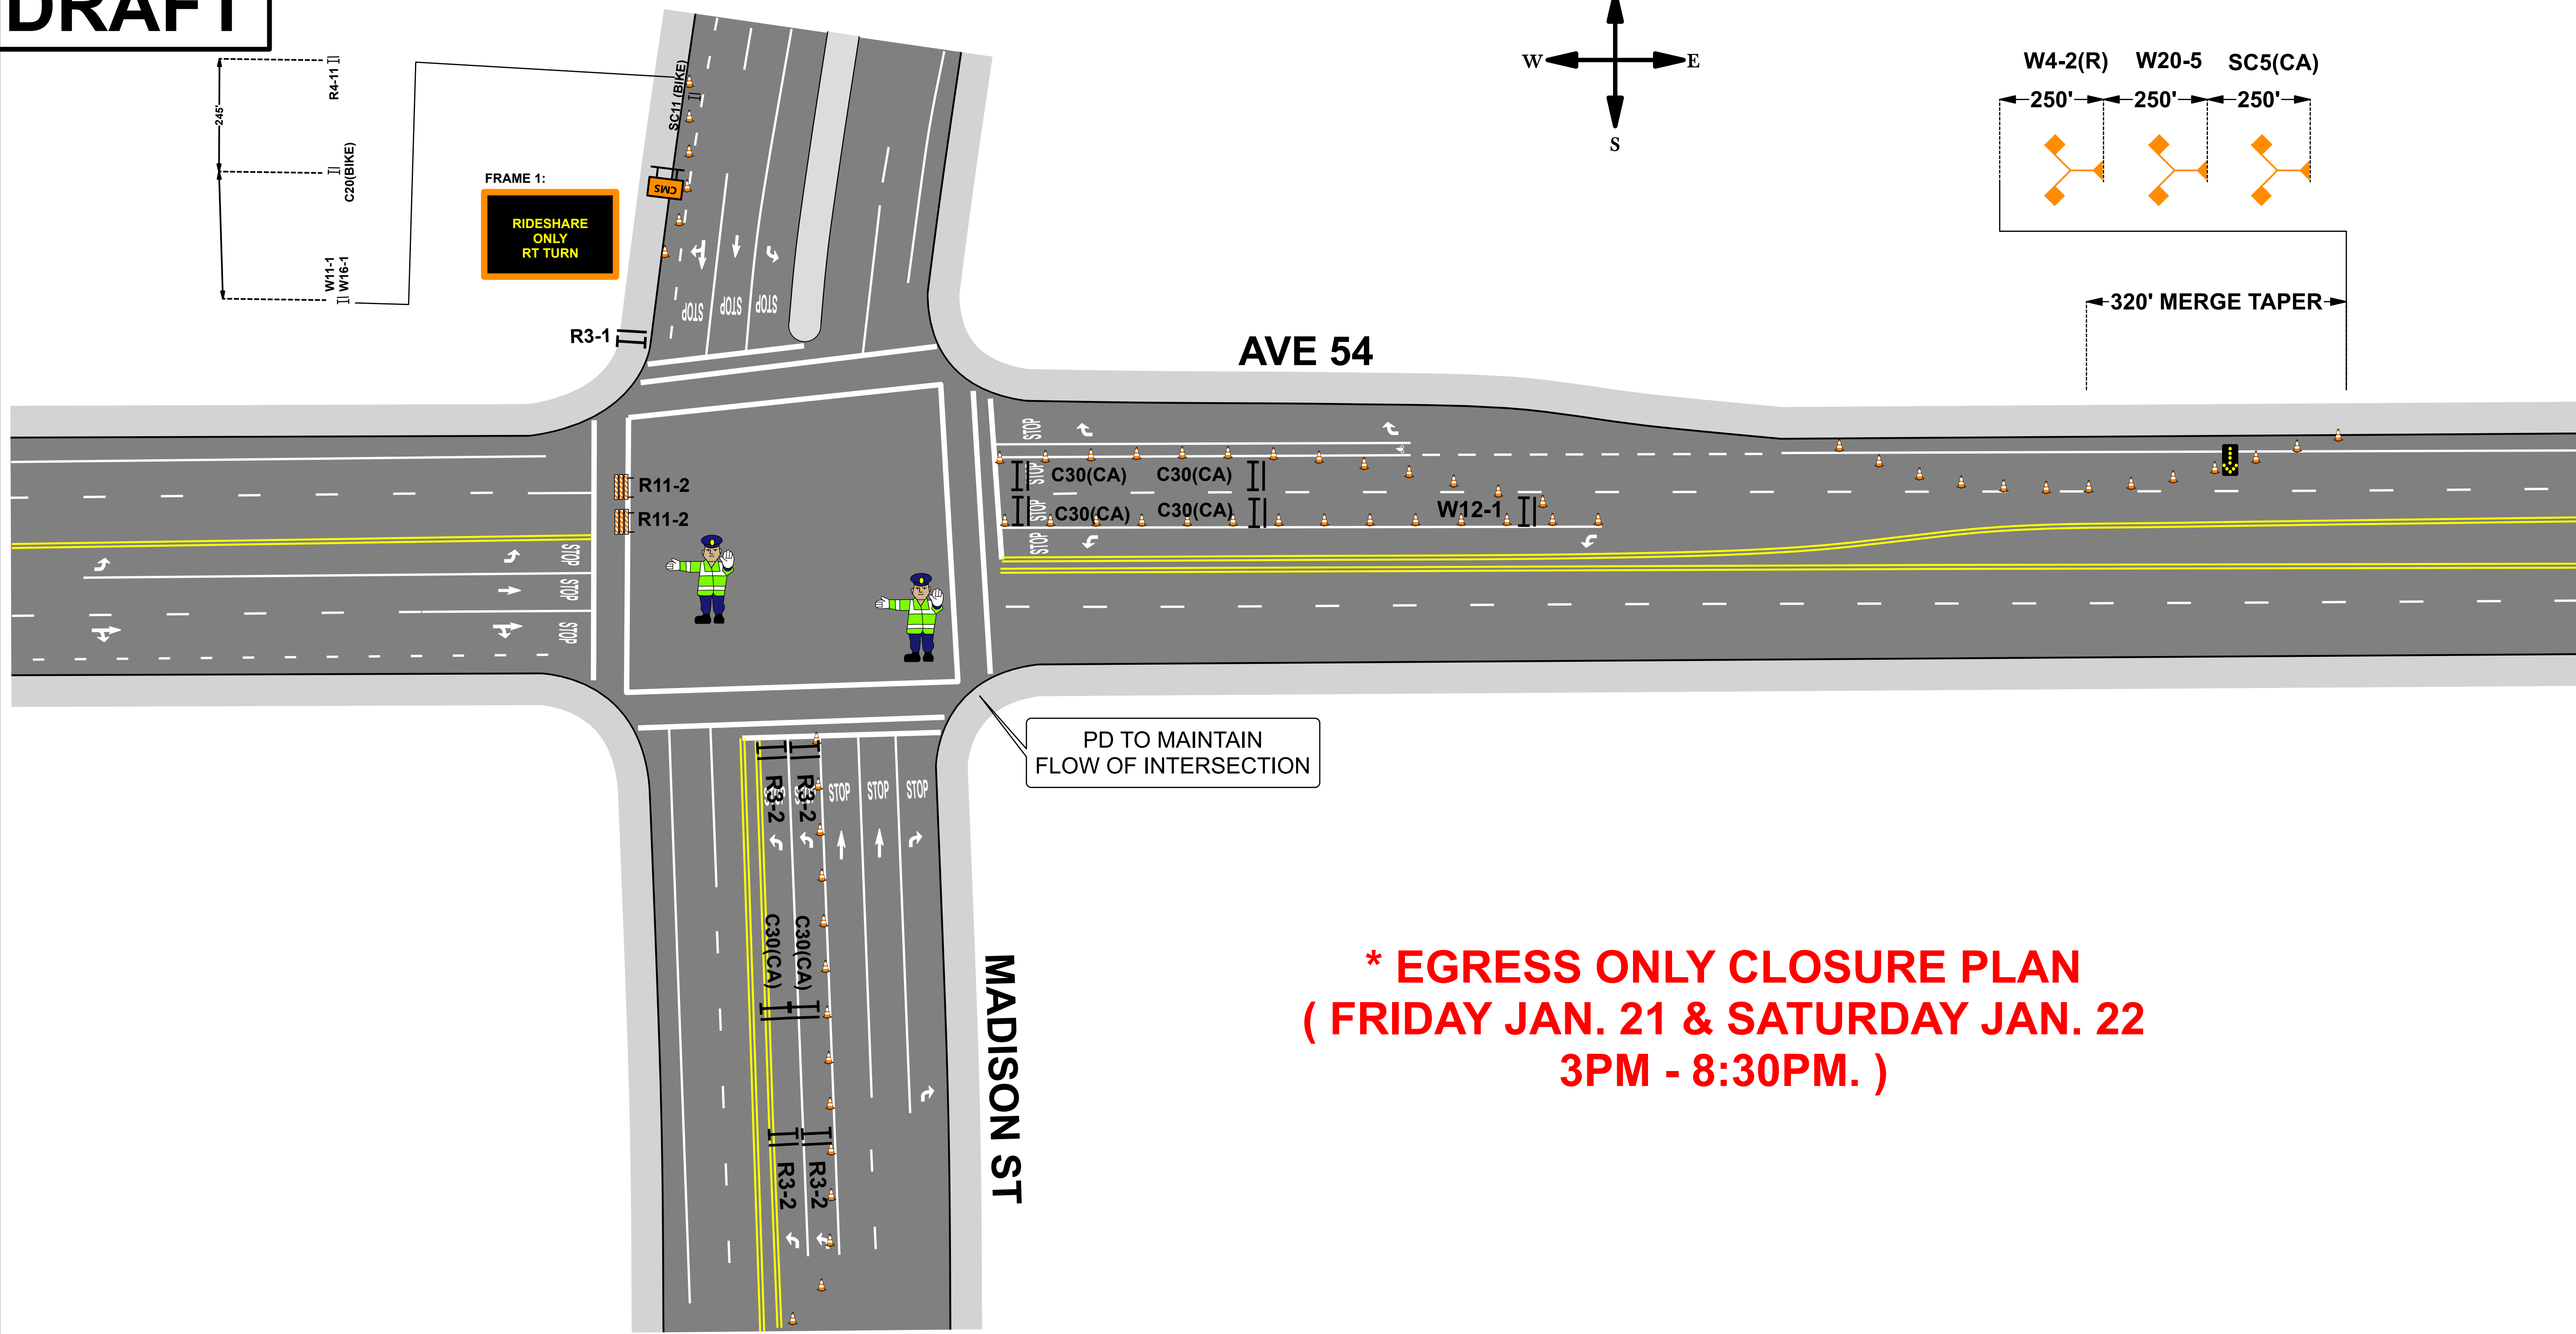 DRAFT
W
E
S
W4-2(R)
W20-5
SC5(CA)
250'
250'
250'
320' MERGE TAPER
R4-11
245'
C20(BIKE)
W11-1
W16-1
SC11 (BIKE)
CMS
FRAME 1:
RIDESHARE
ONLY
RT TURN
STOP
STOP
STOP
R3-1
AVE 54
R11-2
R11-2
STOP
STOP
STOP
STOP
STOP
STOP
STOP
C30(CA)
C30(CA)
C30(CA)
C30(CA)
W12-1
PD TO MAINTAIN
FLOW OF INTERSECTION
R3-2
R3-2
STOP
STOP
STOP
C30(CA)
C30(CA)
R3-2
R3-2
MADISON ST
* EGRESS ONLY CLOSURE PLAN
( FRIDAY JAN. 21 & SATURDAY JAN. 22
3PM - 8:30PM. )